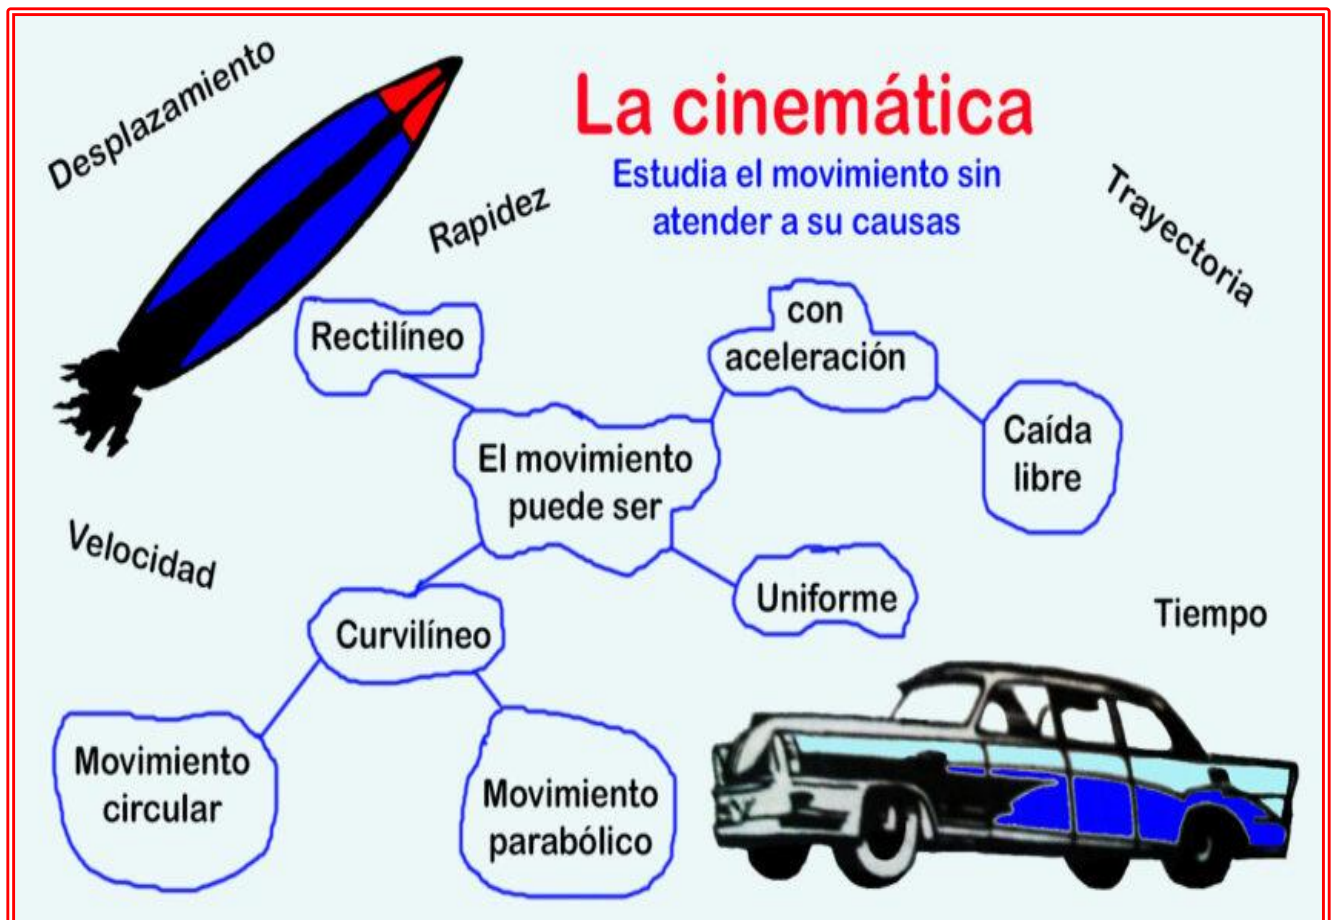 Desplazamiento
La cinemática
Estudia el movimiento sin
atender a su causas
Rapidez
Trayectoria
Rectilíneo
con
aceleración
Caída
libre
El movimiento
puede ser
Velocidad
Uniforme
Tiempo
Curvilíneo
Movimiento
circular
Movimiento
parabólico